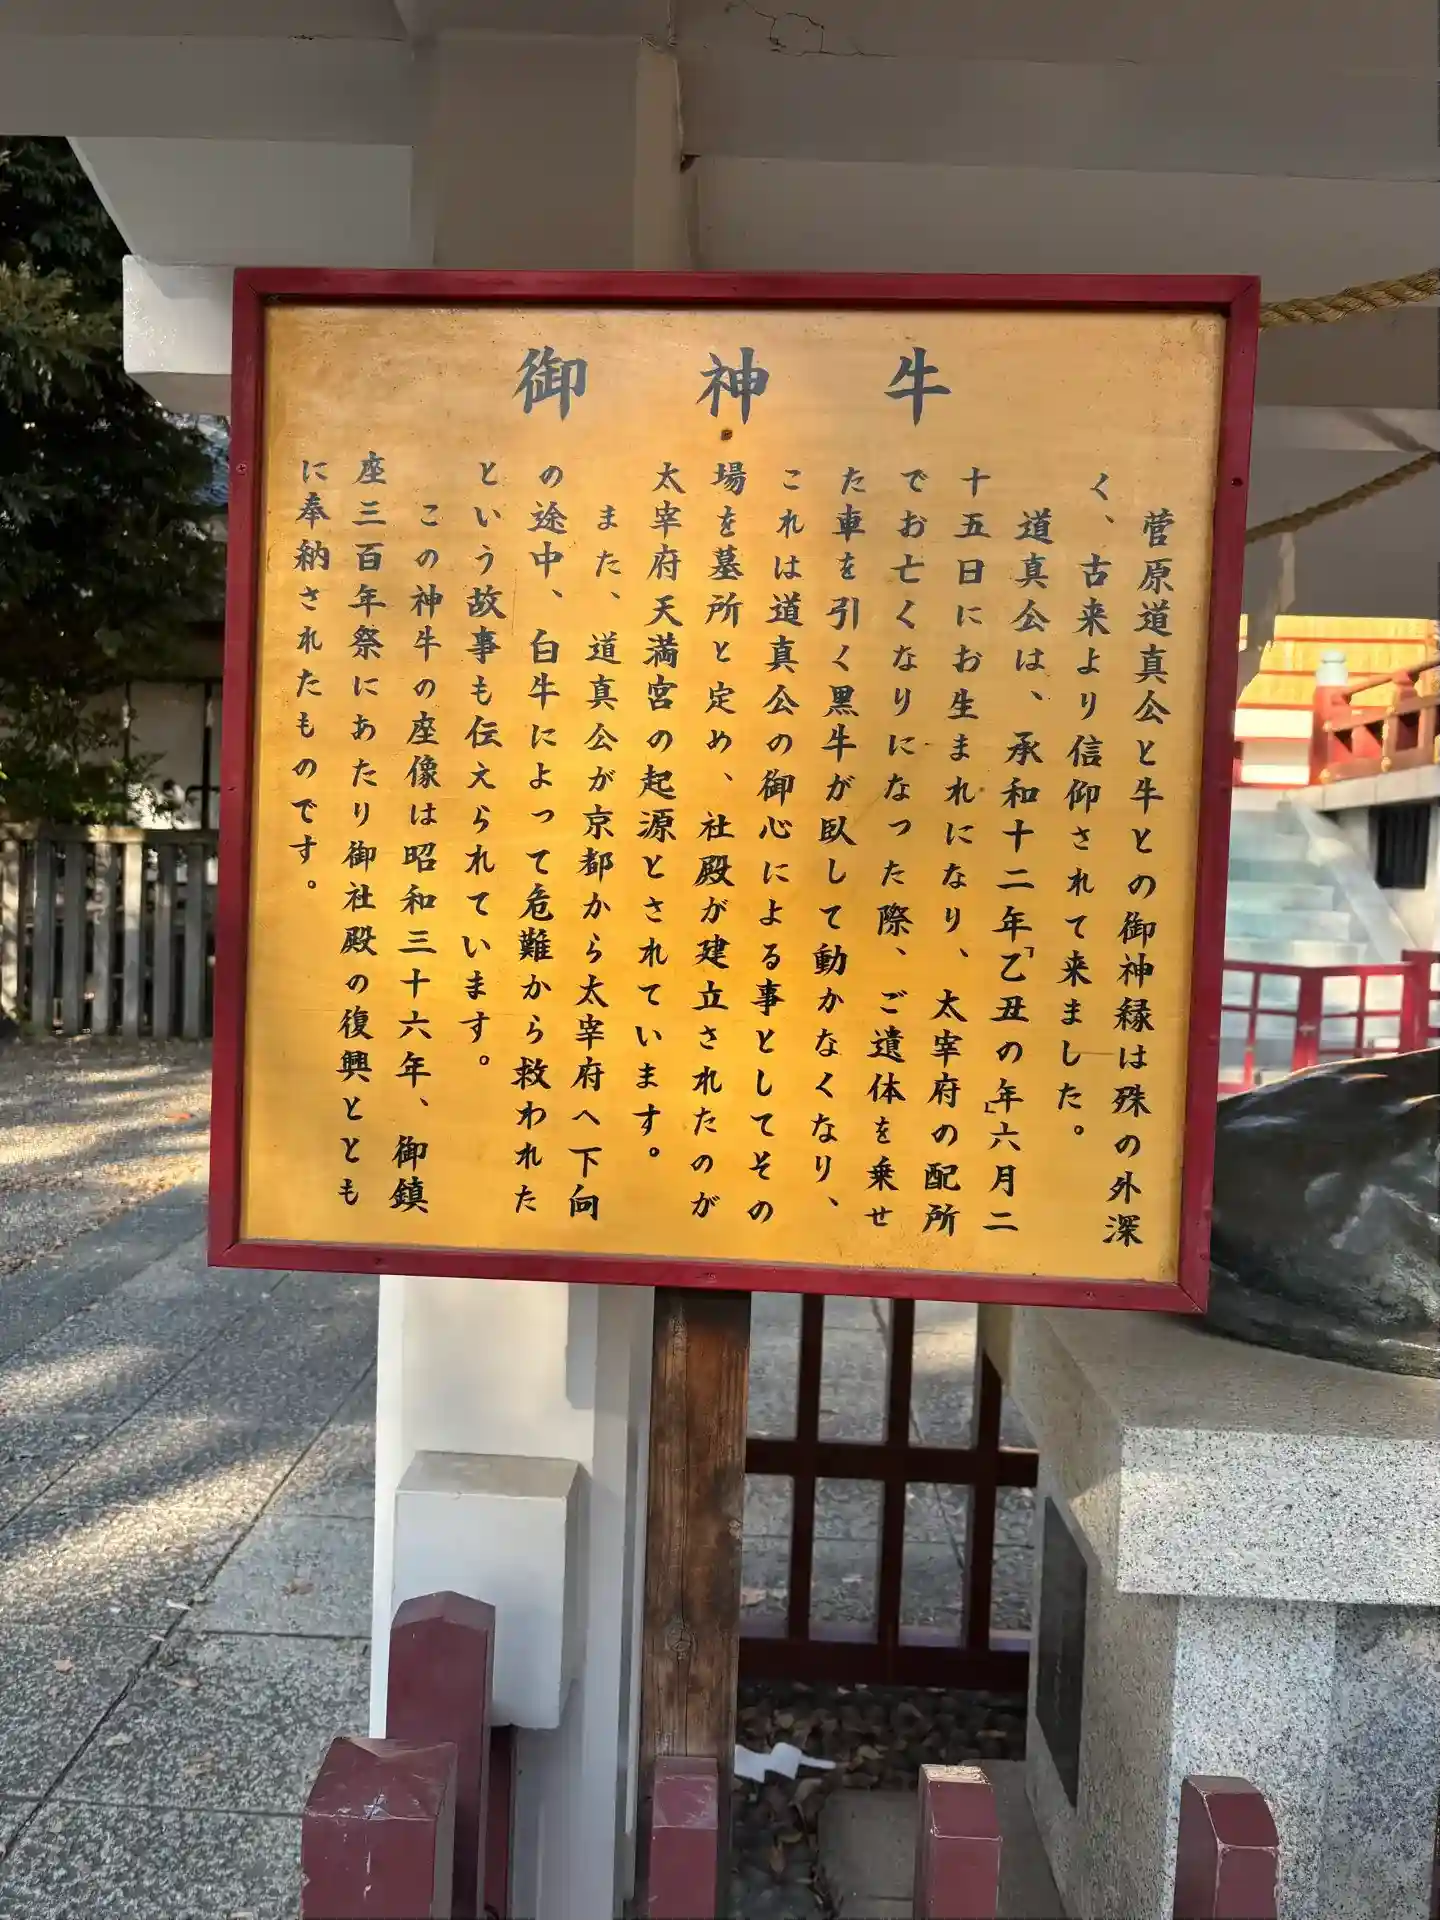 御神牛
菅原道真公と牛との御神縁は殊の外深
く、古来より信仰されて来ました。
道真公は、承和十二年「乙丑の年」六月二
十五日にお生まれになり、太宰府の配所
でお亡くなりになった際、ご遺体を乗せ
た車を引く黒牛が臥して動かなくなり、
これは道真公の御心による事としてその
場を墓所と定め、社殿が建立されたのが
太宰府天満宮の起源とされています。
また、道真公が京都から太宰府へ下向
の途中、白牛によって危難から救われた
という故事も伝えられています。
この神牛の座像は昭和三十六年、御鎮
座三百年祭にあたり御社殿の復興ととも
に奉納されたものです。